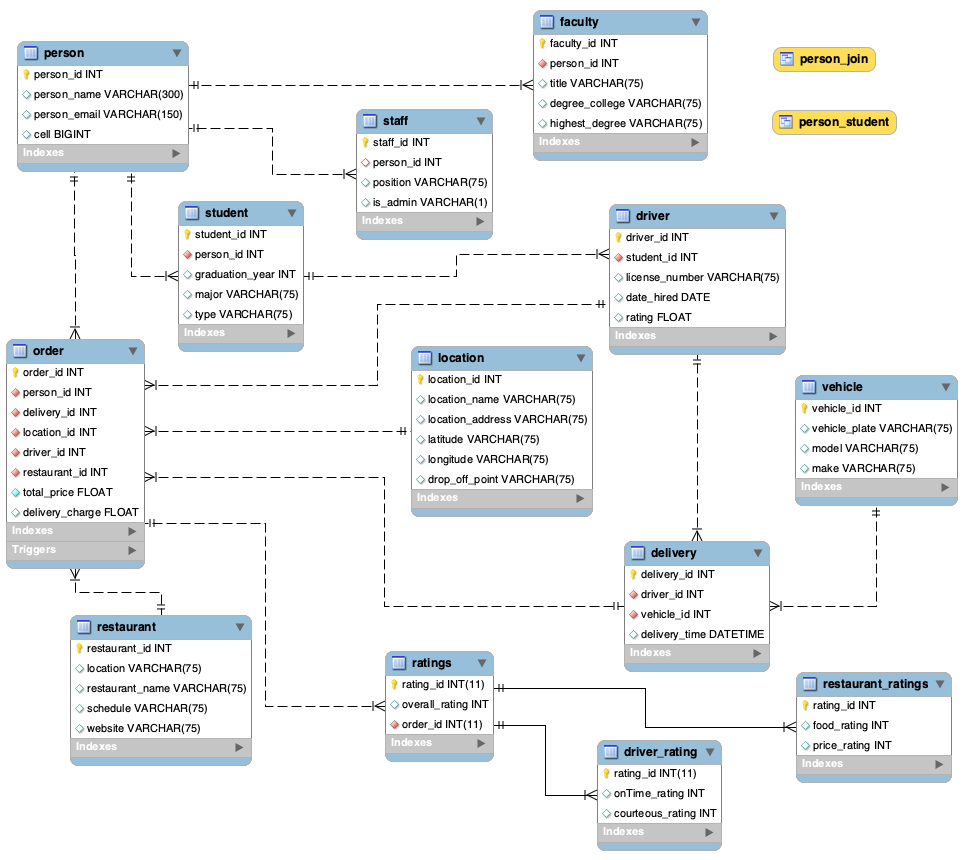 person
person_id INT
person_name VARCHAR(300)
person_email VARCHAR(150)
cell BIGINT
Indexes
faculty
faculty_id INT
person_id INT
title VARCHAR(75)
degree_college VARCHAR(75)
highest_degree VARCHAR(75)
Indexes
person_join
person_student
staff
staff_id INT
person_id INT
position VARCHAR(75)
is_admin VARCHAR(1)
Indexes
student
student_id INT
person_id INT
graduation_year INT
major VARCHAR(75)
type VARCHAR(75)
Indexes
driver
driver_id INT
student_id INT
license_number VARCHAR(75)
date_hired DATE
rating FLOAT
Indexes
order
order_id INT
person_id INT
delivery_id INT
location_id INT
driver_id INT
restaurant_id INT
total_price FLOAT
delivery_charge FLOAT
Indexes
Triggers
location
location_id INT
location_name VARCHAR(75)
location_address VARCHAR(75)
latitude VARCHAR(75)
longitude VARCHAR(75)
drop_off_point VARCHAR(75)
Indexes
vehicle
vehicle_id INT
vehicle_plate VARCHAR(75)
model VARCHAR(75)
make VARCHAR(75)
Indexes
delivery
delivery_id INT
driver_id INT
vehicle_id INT
delivery_time DATETIME
Indexes
restaurant
restaurant_id INT
location VARCHAR(75)
restaurant_name VARCHAR(75)
schedule VARCHAR(75)
website VARCHAR(75)
Indexes
ratings
rating_id INT(11)
overall_rating INT
order_id INT(11)
Indexes
restaurant_ratings
rating_id INT
food_rating INT
price_rating INT
Indexes
driver_rating
rating_id INT(11)
onTime_rating INT
courteous_rating INT
Indexes